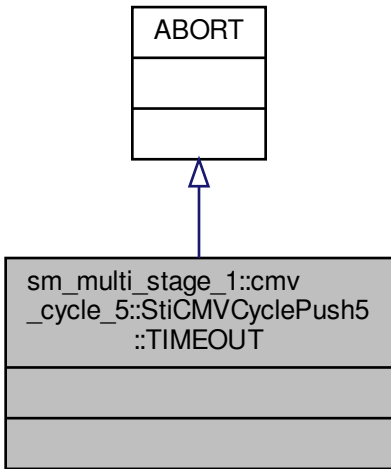 ABORT
sm_multi_stage_1::cmv
_cycle_5::StiCMVCyclePush5
::TIMEOUT